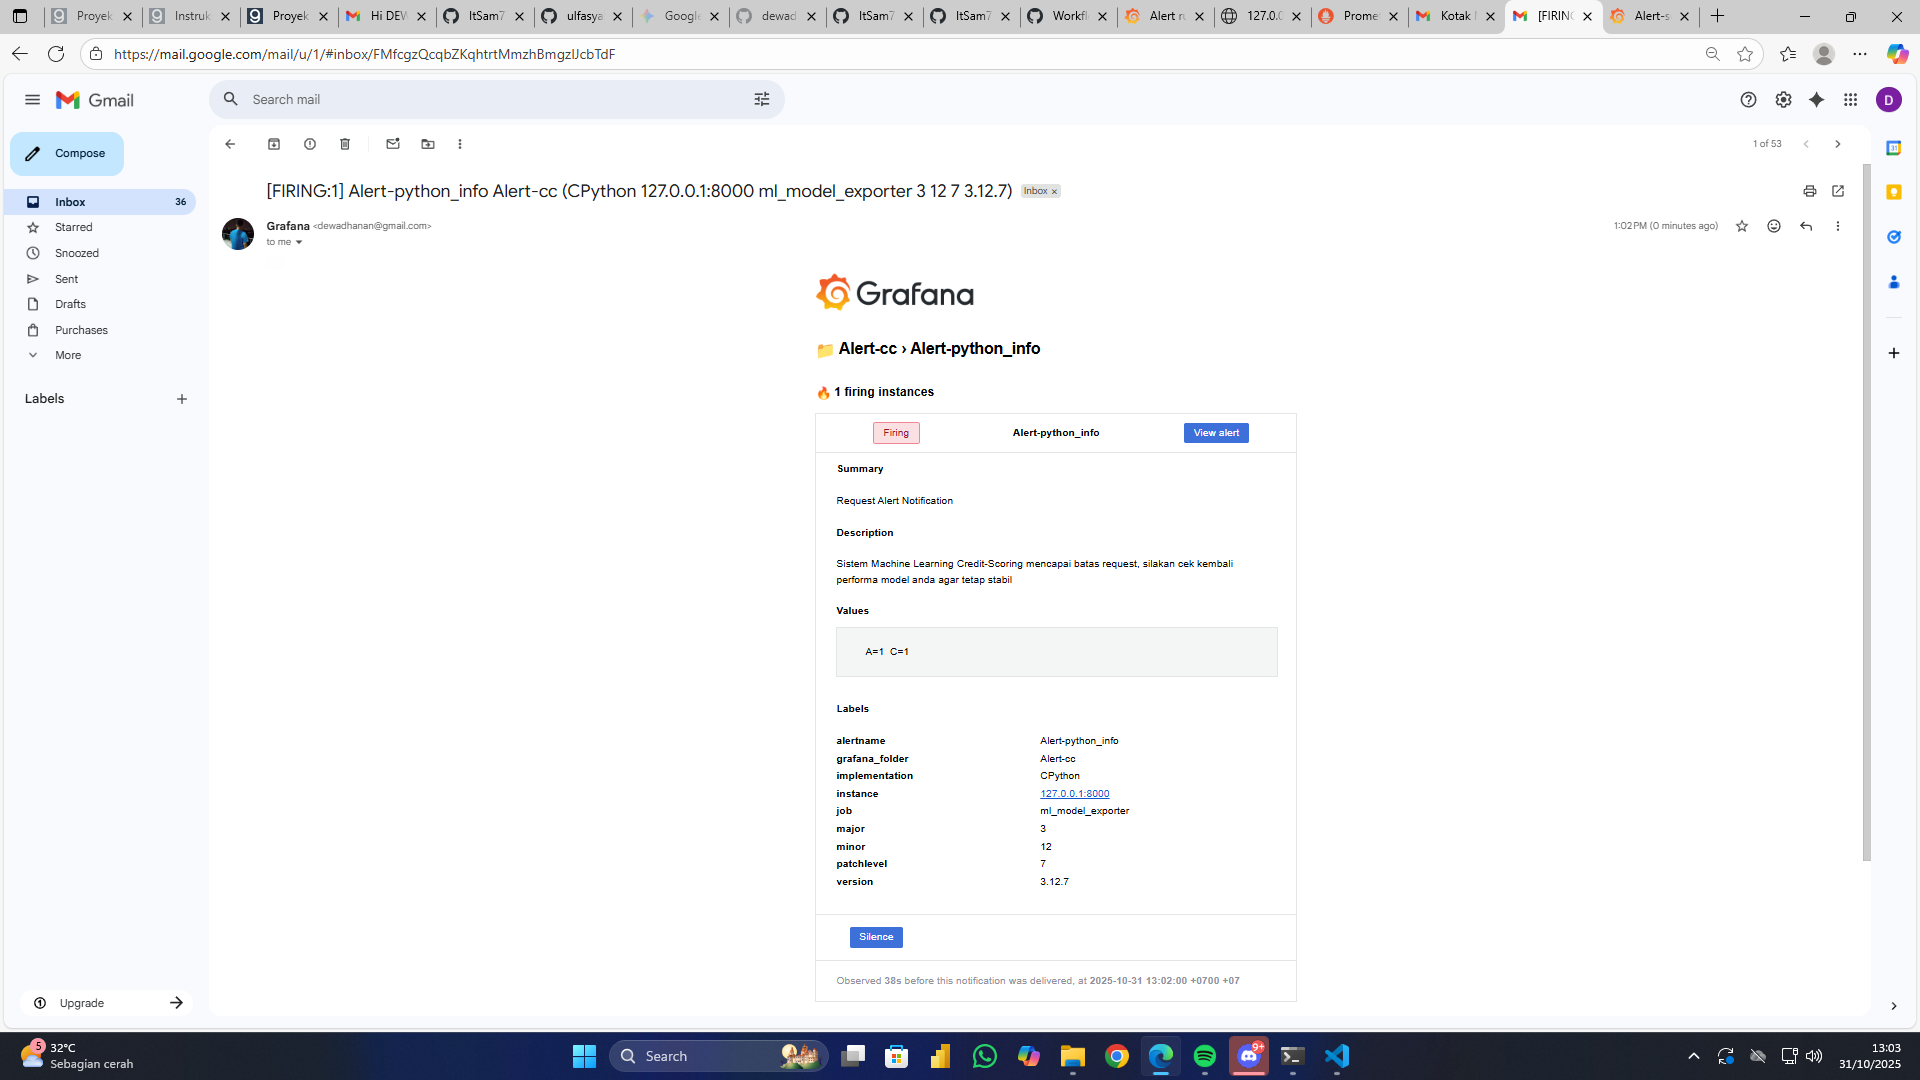 Proyek
Instruk
Proyek
Hi DEW
ItSam7
ulfasya
Google
dewad
ItSam7
ItSam7
Workfl
Alert ru
127.0.0
Prome
Kotak M
[FIRING
Alert-s
https://mail.google.com/mail/u/1/#inbox/FMfcgzQcqbZKqhtrtMmzhBmgzlJcbTdF
Gmail
Search mail
D
Compose
1 of 53
[FIRING:1] Alert-python_info Alert-cc (CPython 127.0.0.1:8000 ml_model_exporter 3 12 7 3.12.7)
Inbox ×
Inbox 36
Starred
Snoozed
Sent
Drafts
Purchases
More
Labels
Grafana <dewadhanan@gmail.com>
to me
1:02 PM (0 minutes ago)
Grafana
Alert-cc › Alert-python_info
1 firing instances
Firing
Alert-python_info
View alert
Summary
Request Alert Notification
Description
Sistem Machine Learning Credit-Scoring mencapai batas request, silakan cek kembali
performa model anda agar tetap stabil
Values
A=1 C=1
Labels
alertname Alert-python_info
grafana_folder Alert-cc
implementation CPython
instance 127.0.0.1:8000
job ml_model_exporter
major 3
minor 12
patchlevel 7
version 3.12.7
Silence
Observed 38s before this notification was delivered, at 2025-10-31 13:02:00 +0700 +07
Upgrade
5
32°C
Sebagian cerah
Search
9+
13:03
31/10/2025